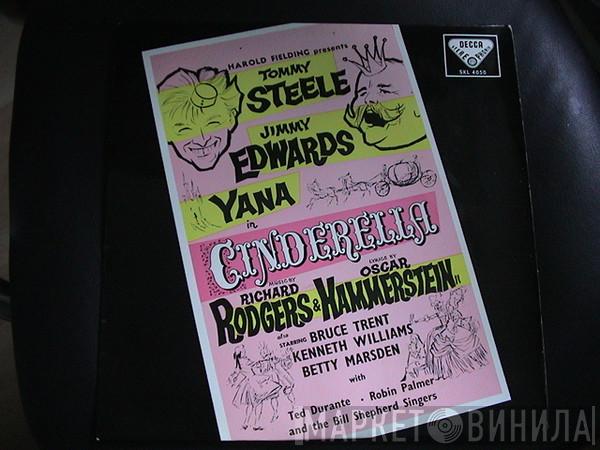 HAROLD FIELDING presents
TOMMY
STEELE
JIMMY
EDWARDS
YANA
in
CINDERELLA
MUSIC BY
RICHARD
LYRICS BY
OSCAR
RODGERS & HAMMERSTEIN II
also
STARRING BRUCE TRENT
KENNETH WILLIAMS
BETTY MARSDEN
with
Ted Durante · Robin Palmer
and the Bill Shepherd Singers
DECCA
STEREO
SKL 4050
МАРКЕТ ВИНИЛА